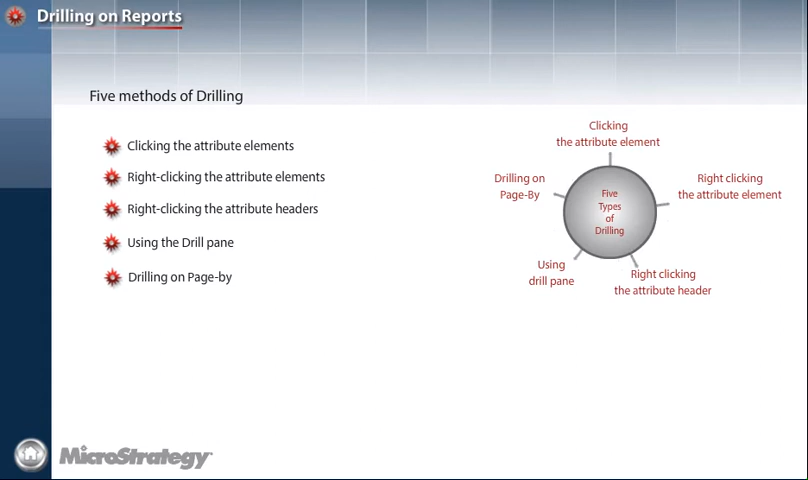 Drilling on Reports
Five methods of Drilling
Clicking the attribute elements
Right-clicking the attribute elements
Right-clicking the attribute headers
Using the Drill pane
Drilling on Page-by
Clicking
the attribute element
Right clicking
the attribute element
Right clicking
the attribute header
Using
drill pane
Drilling on
Page-By
Five
Types
of
Drilling
MicroStrategy